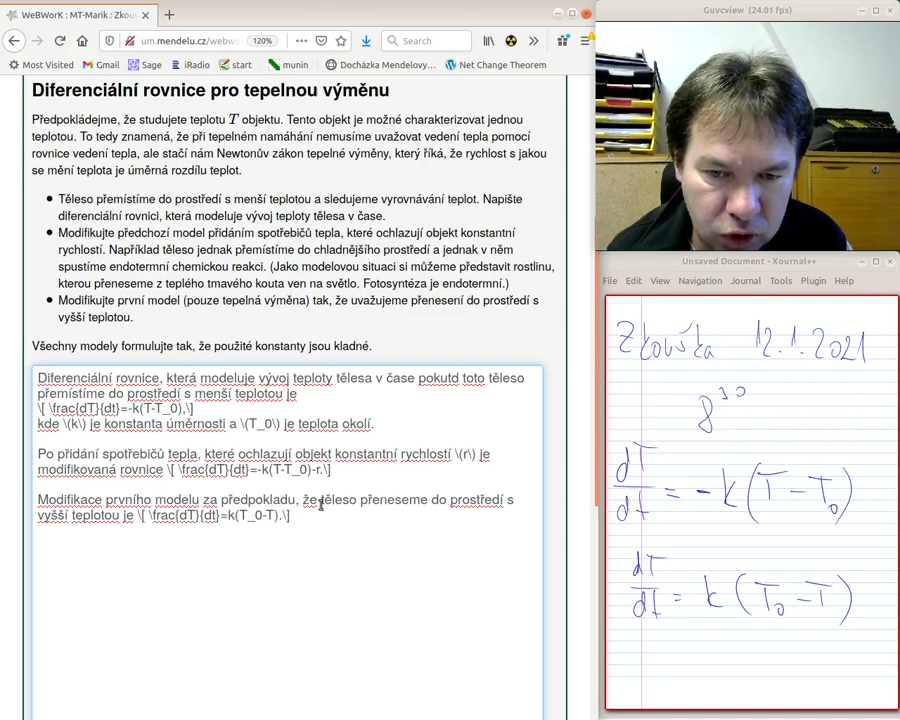 WeBWorK : MT-Marik : Zkou
Guvcview (24.01 fps)
um.mendelu.cz/webwo
120%
Search
Most Visited
Gmail
Sage
iRadio
start
munin
Docházka Mendelovy...
Net Change Theorem
Diferenciální rovnice pro tepelnou výměnu
Předpokládejme, že studujete teplotu T objektu. Tento objekt je možné charakterizovat jednou
teplotou. To tedy znamená, že při tepelném namáhání nemusíme uvažovat vedení tepla pomocí
rovnice vedení tepla, ale stačí nám Newtonův zákon tepelné výměny, který říká, že rychlost s jakou
se mění teplota je úměrná rozdílu teplot.
• Těleso přemístíme do prostředí s menší teplotou a sledujeme vyrovnávání teplot. Napište
diferenciální rovnici, která modeluje vývoj teploty tělesa v čase.
• Modifikujte předchozí model přidáním spotřebičů tepla, které ochlazují objekt konstantní
rychlostí. Například těleso jednak přemístíme do chladnějšího prostředí a jednak v něm
spustíme endotermní chemickou reakci. (Jako modelovou situaci si můžeme představit rostlinu,
kterou přeneseme z teplého tmavého kouta ven na světlo. Fotosyntéza je endotermní.)
• Modifikujte první model (pouze tepelná výměna) tak, že uvažujeme přenesení do prostředí s
vyšší teplotou.
Všechny modely formulujte tak, že použité konstanty jsou kladné.
Diferenciální rovnice, která modeluje vývoj teploty tělesa v čase pokutd toto těleso
přemístíme do prostředí s menší teplotou je
\[ \frac{dT}{dt}=-k(T-T_0),\]
kde \(k\) je konstanta úměrnosti a \(T_0\) je teplota okolí.
Po přidání spotřebičů tepla, které ochlazují objekt konstantní rychlostí \(r\) je
modifikovaná rovnice \[ \frac{dT}{dt}=-k(T-T_0)-r.\]
Modifikace prvního modelu za předpokladu, že těleso přeneseme do prostředí s
vyšší teplotou je \[ \frac{dT}{dt}=k(T_0-T).\]
Unsaved Document - Xournal++
File Edit View Navigation Journal Tools Plugin Help
Zkouška 12.1.2021
8³⁰
dT/dt = -k(T - T₀)
dT/dt = k(T₀ - T)